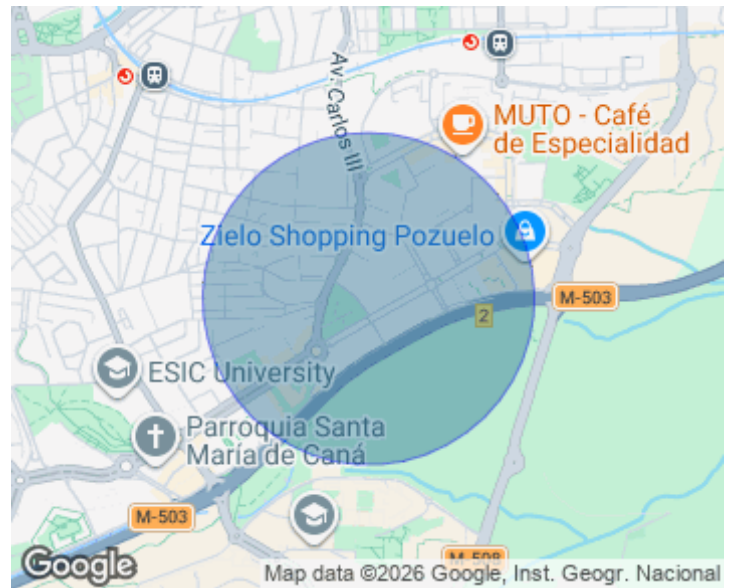 Av. Carlos III
MUTO - Café
de Especialidad
Zielo Shopping Pozuelo
M-503
2
ESIC University
Parroquia Santa
María de Caná
M-503
M-508
Google
Map data ©2026 Google, Inst. Geogr. Nacional